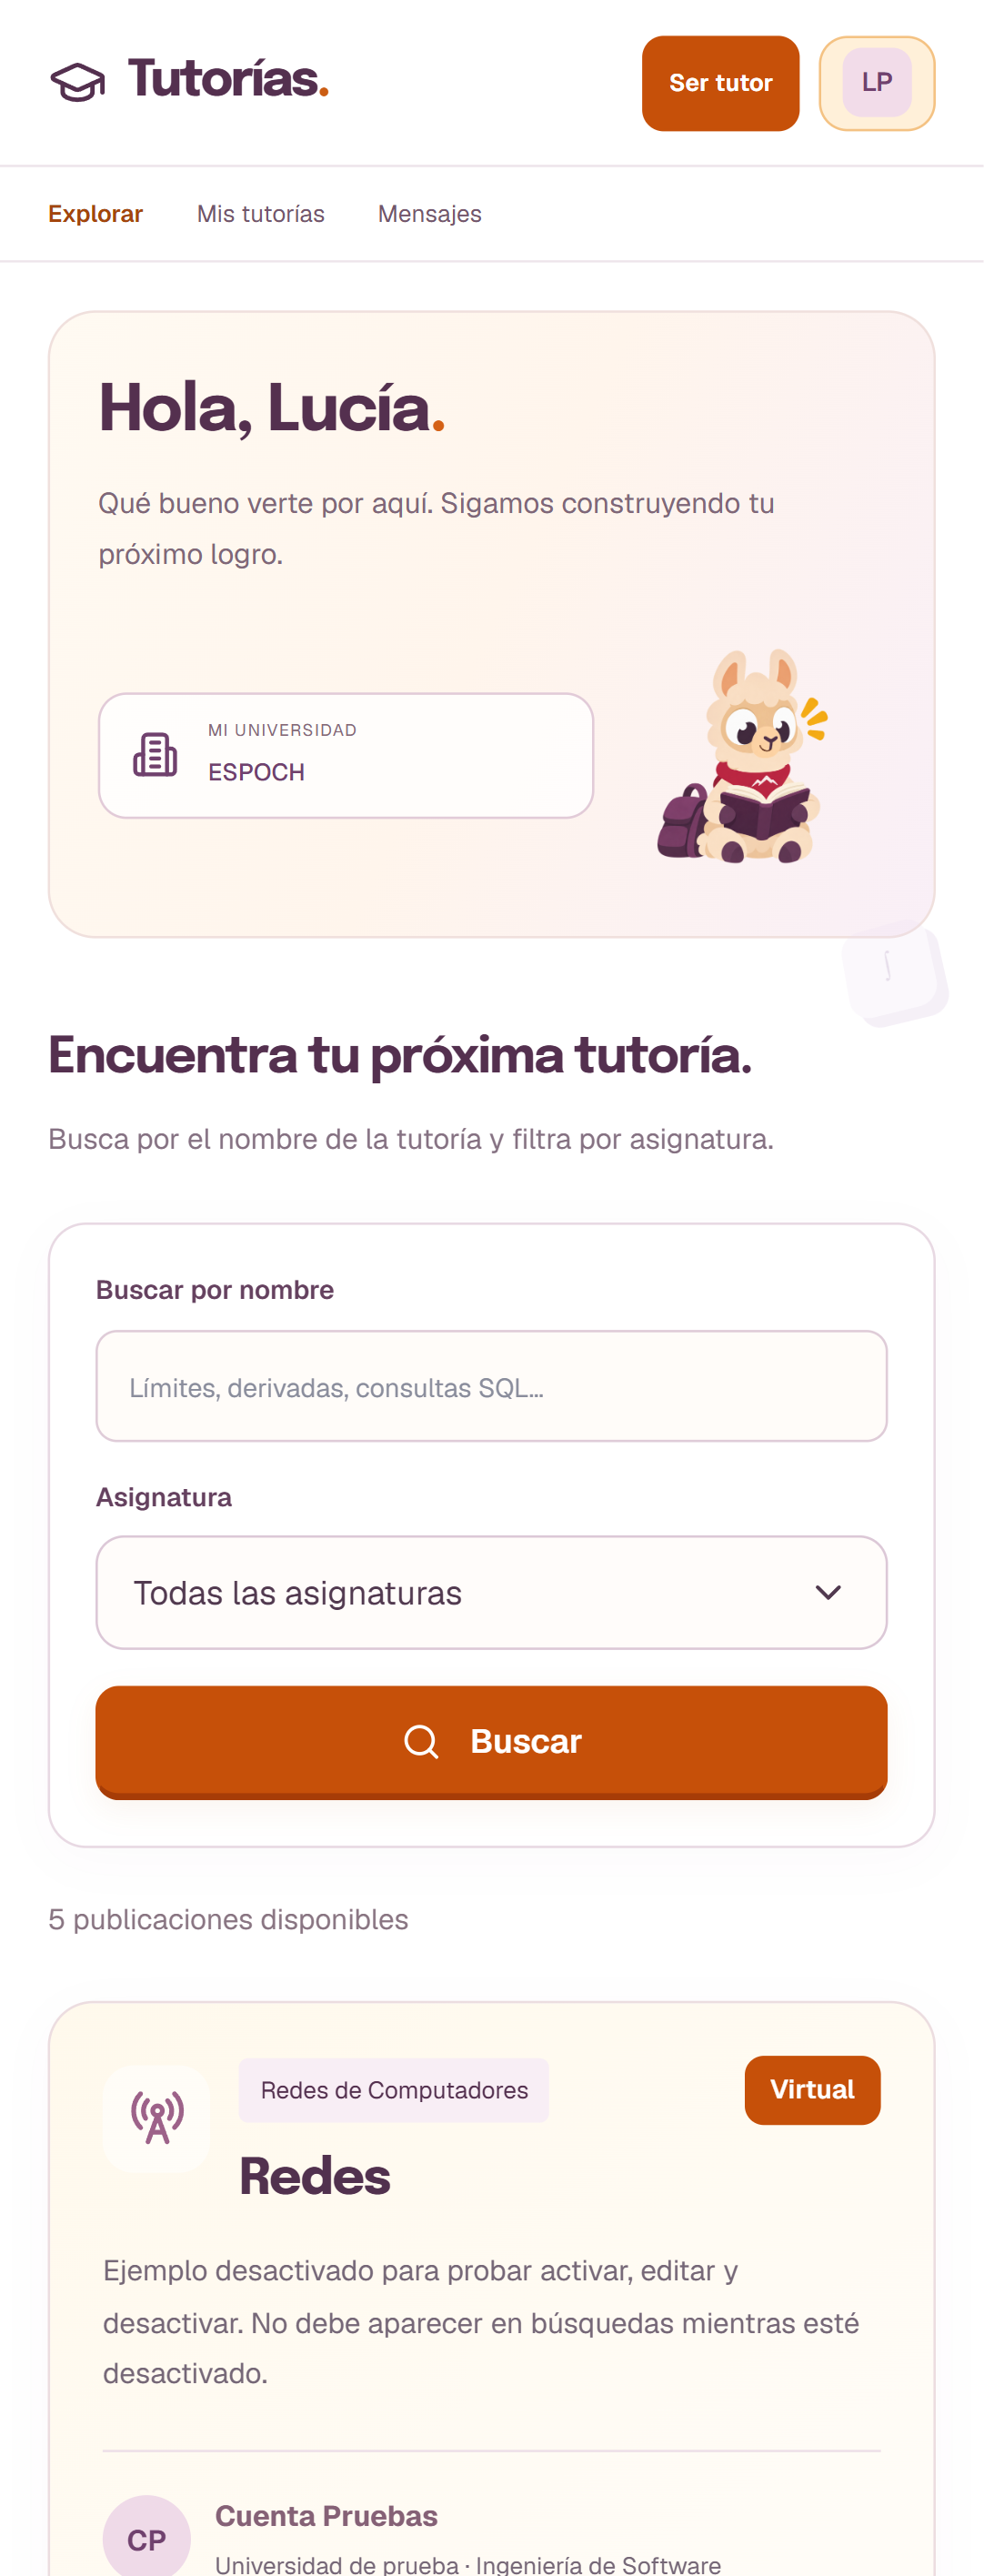 Tutorías.
Ser tutor
LP
Explorar
Mis tutorías
Mensajes
Hola, Lucía.
Qué bueno verte por aquí. Sigamos construyendo tu
próximo logro.
MI UNIVERSIDAD
ESPOCH
∫
Encuentra tu próxima tutoría.
Busca por el nombre de la tutoría y filtra por asignatura.
Buscar por nombre
Límites, derivadas, consultas SQL...
Asignatura
Todas las asignaturas
Buscar
5 publicaciones disponibles
Redes de Computadores
Virtual
Redes
Ejemplo desactivado para probar activar, editar y
desactivar. No debe aparecer en búsquedas mientras esté
desactivado.
CP
Cuenta Pruebas
Universidad de prueba · Ingeniería de Software